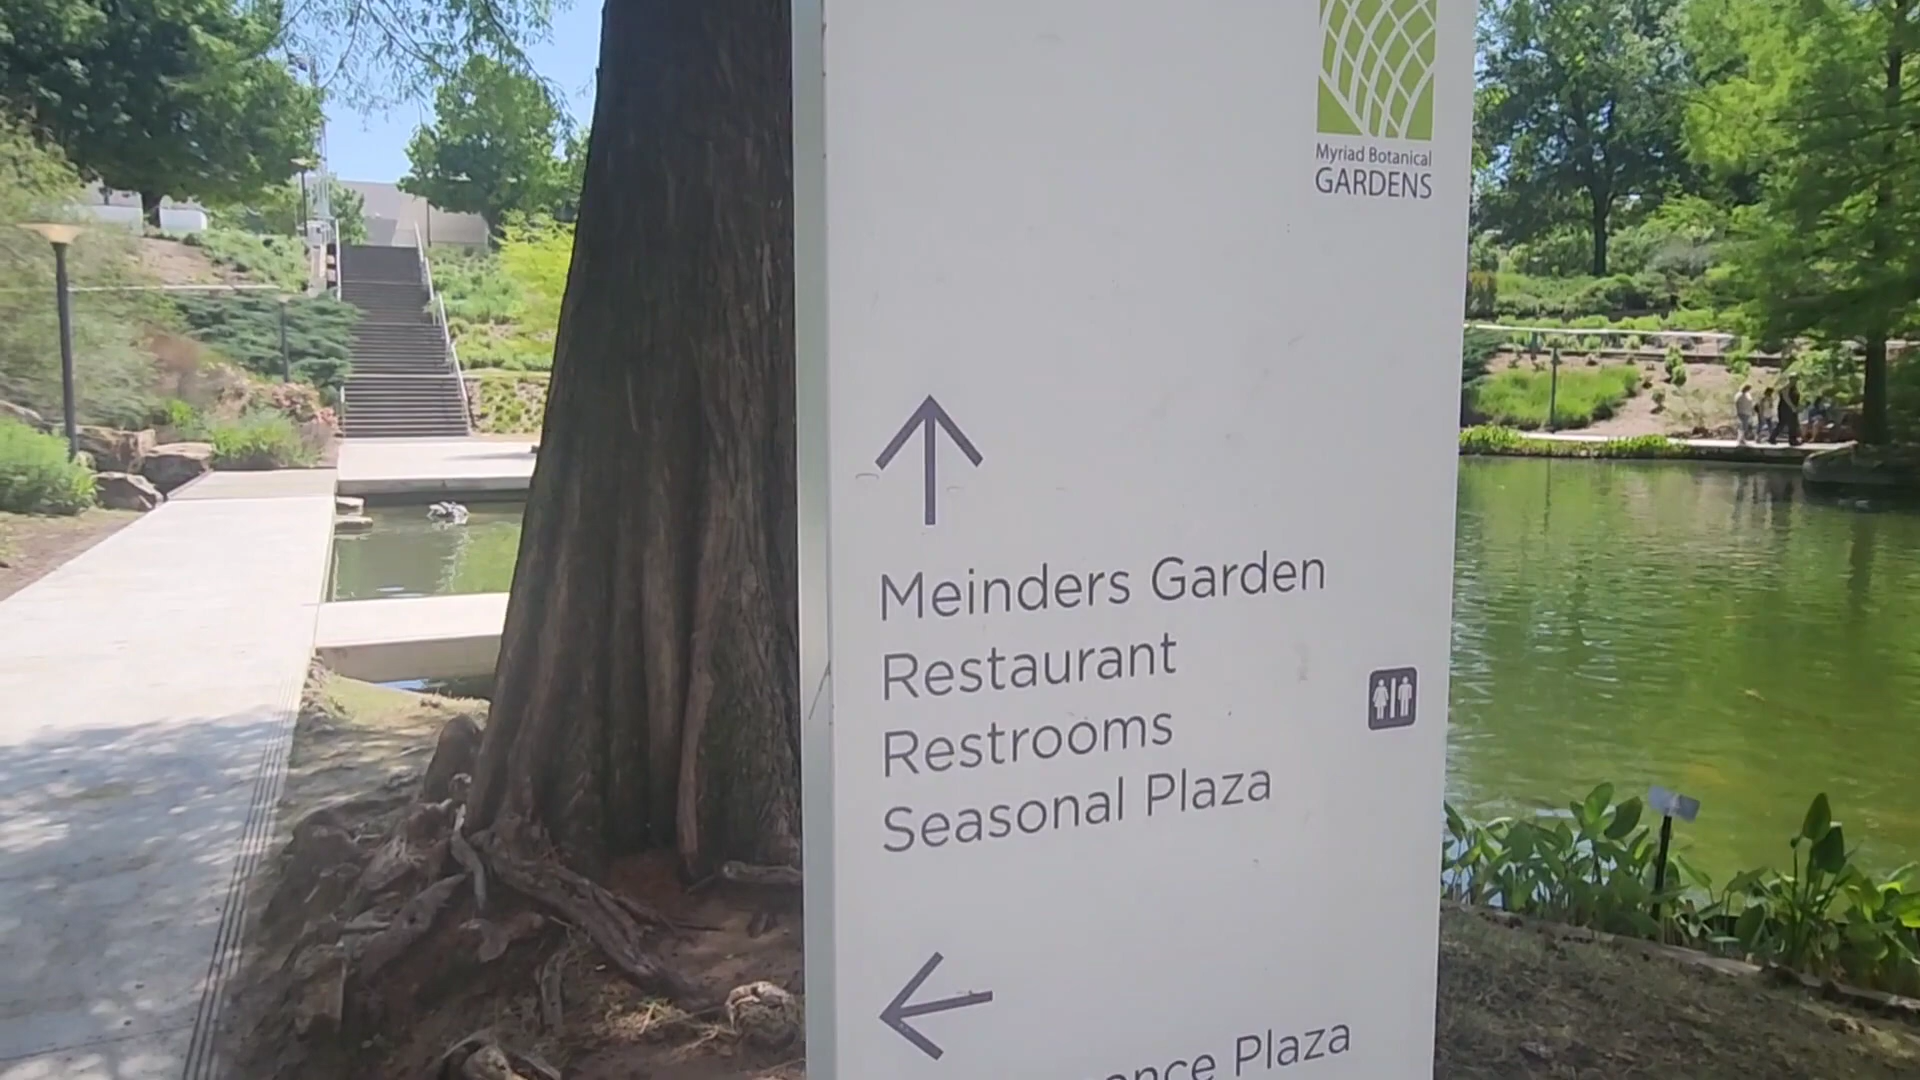 Myriad Botanical
GARDENS
Meinders Garden
Restaurant
Restrooms
Seasonal Plaza
Plaza